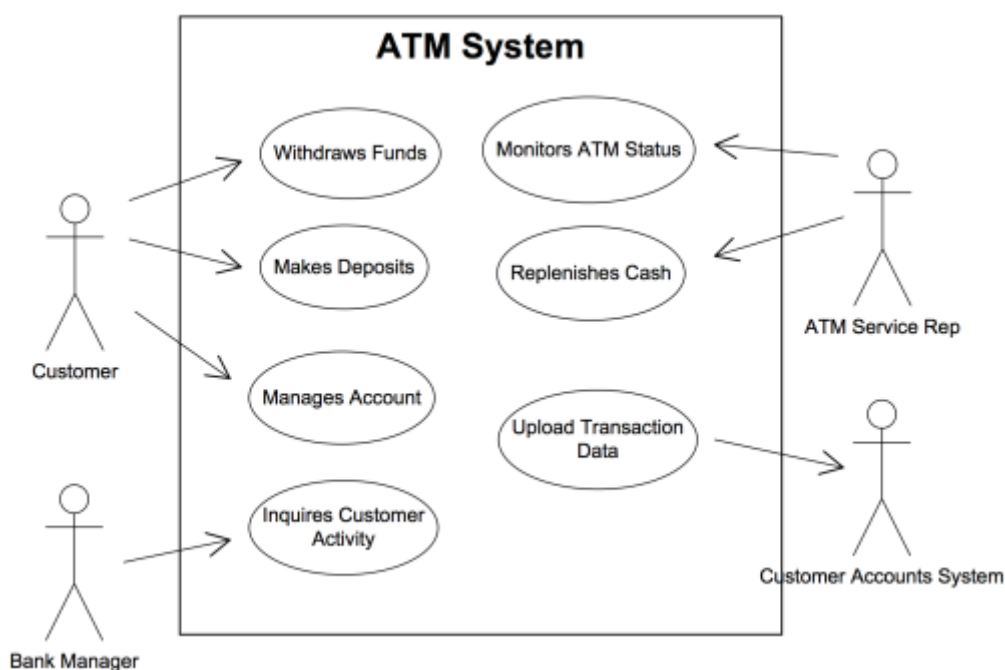 ATM System
Withdraws Funds
Monitors ATM Status
Makes Deposits
Replenishes Cash
ATM Service Rep
Customer
Manages Account
Upload Transaction
Data
Inquires Customer
Activity
Customer Accounts System
Bank Manager